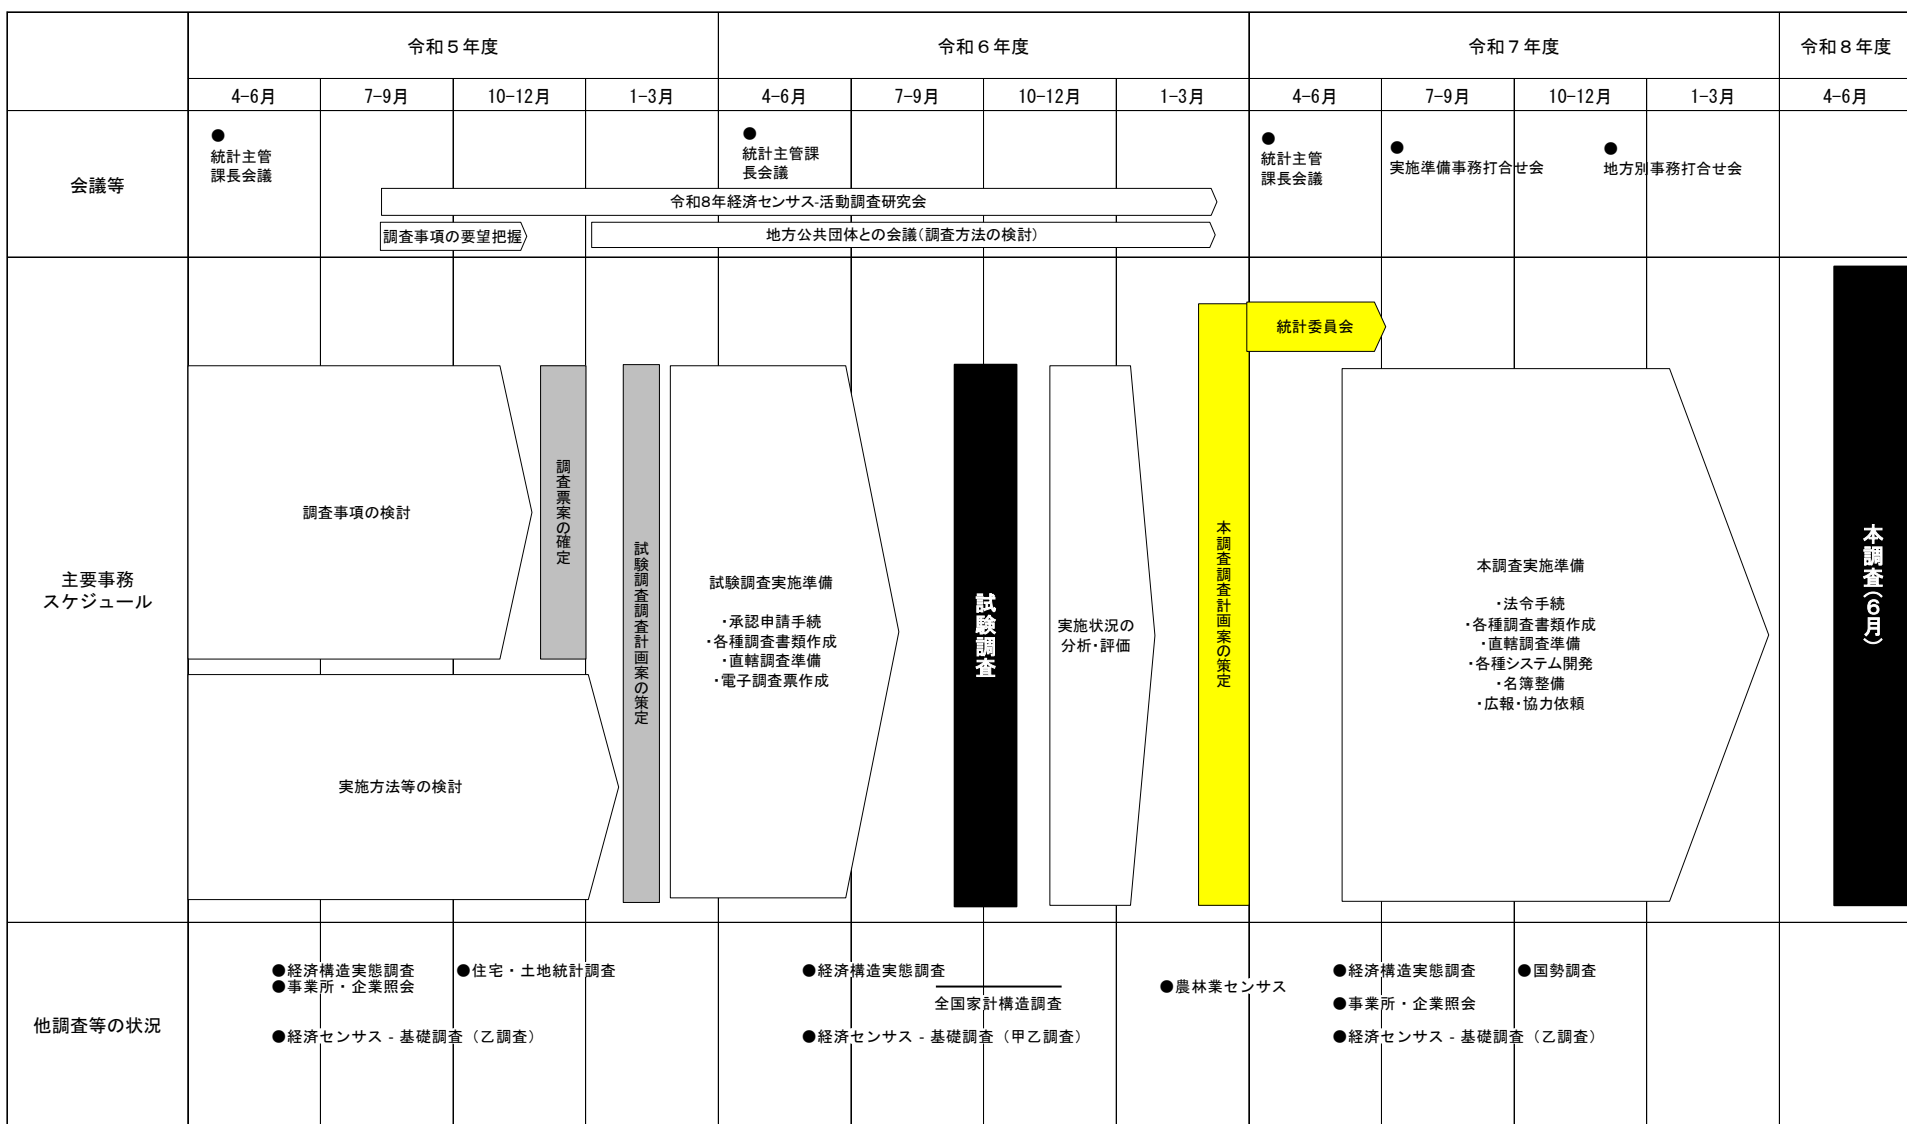 令和５年度
令和６年度
令和７年度
令和８年度
4-6月
7-9月
10-12月
1-3月
4-6月
7-9月
10-12月
1-3月
4-6月
7-9月
10-12月
1-3月
4-6月
会議等
●
統計主管
課長会議
●
統計主管課
長会議
●
統計主管
課長会議
●
実施準備事務打合せ会
●
地方別事務打合せ会
令和8年経済センサス-活動調査研究会
調査事項の要望把握
地方公共団体との会議（調査方法の検討）
主要事務
スケジュール
調査事項の検討
実施方法等の検討
調査票案の確定
試験調査調査計画案の策定
試験調査実施準備
・承認申請手続
・各種調査書類作成
・直轄調査準備
・電子調査票作成
試験調査
実施状況の
分析・評価
本調査調査計画案の策定
統計委員会
本調査実施準備
・法令手続
・各種調査書類作成
・直轄調査準備
・各種システム開発
・名簿整備
・広報・協力依頼
本調査（６月）
他調査等の状況
●経済構造実態調査
●事業所・企業照会
●経済センサス‐基礎調査（乙調査）
●住宅・土地統計調査
●経済構造実態調査
全国家計構造調査
●経済センサス‐基礎調査（甲乙調査）
●農林業センサス
●経済構造実態調査
●事業所・企業照会
●経済センサス‐基礎調査（乙調査）
●国勢調査